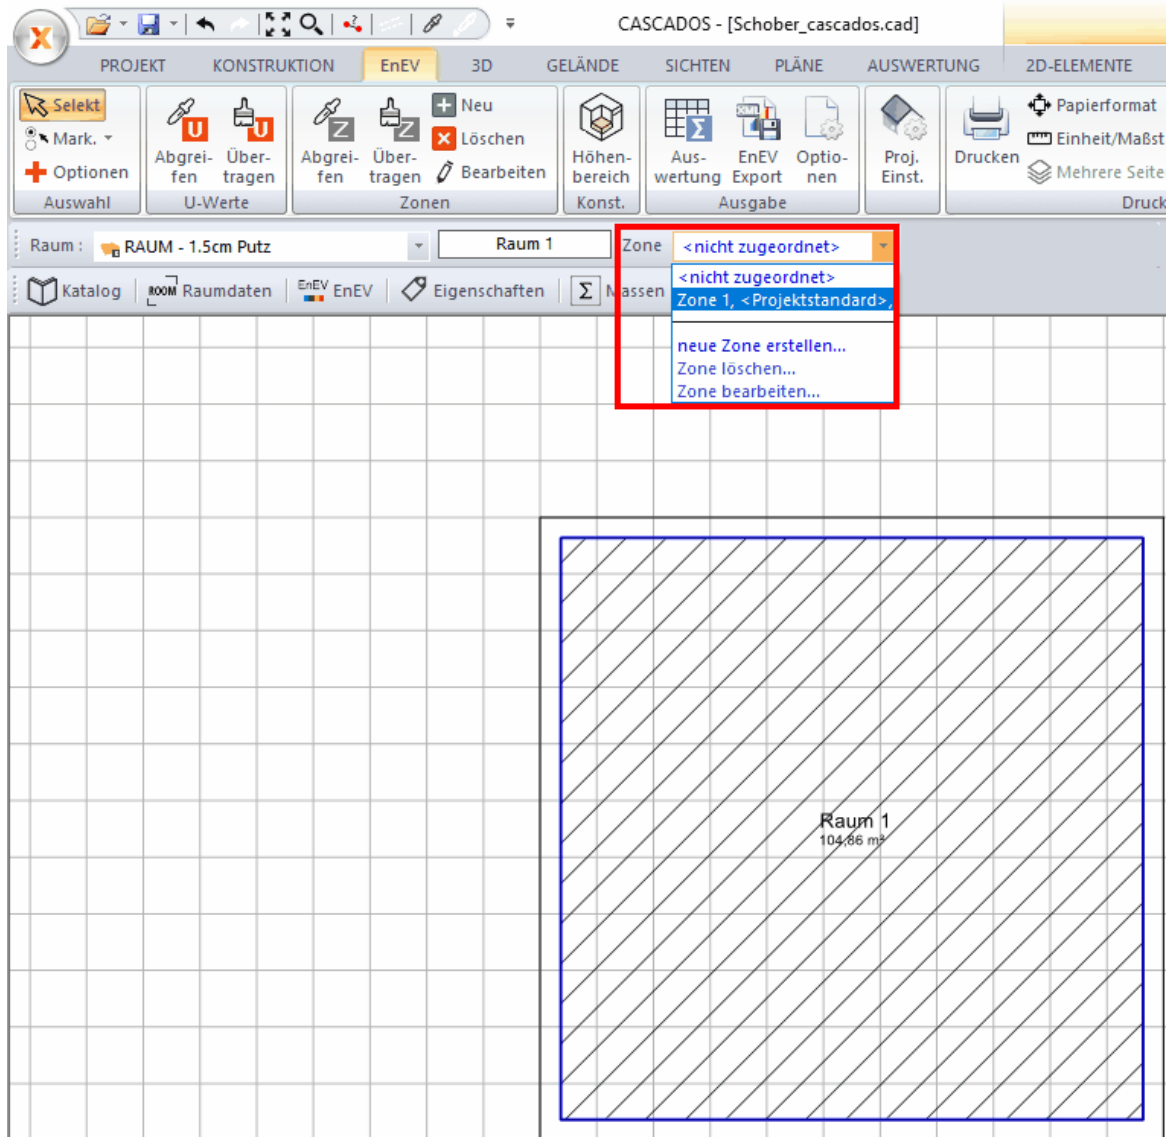 CASCADOS - [Schober_cascados.cad]
PROJEKT KONSTRUKTION EnEV 3D GELÄNDE SICHTEN PLÄNE AUSWERTUNG 2D-ELEMENTE
Selekt
Mark.
Optionen
Auswahl
Abgrei-
fen
Über-
tragen
U-Werte
Abgrei-
fen
Über-
tragen
Neu
Löschen
Bearbeiten
Zonen
Höhen-
bereich
Konst.
Aus-
wertung
EnEV
Export
Optio-
nen
Ausgabe
Proj.
Einst.
Drucken
Papierformat
Einheit/Maßst
Mehrere Seite
Druck
Raum : RAUM - 1.5cm Putz Raum 1 Zone <nicht zugeordnet>
Katalog ROOM Raumdaten EnEV EnEV Eigenschaften Σ Massen
<nicht zugeordnet>
Zone 1, <Projektstandard>,
neue Zone erstellen...
Zone löschen...
Zone bearbeiten...
Raum 1
104,86 m²